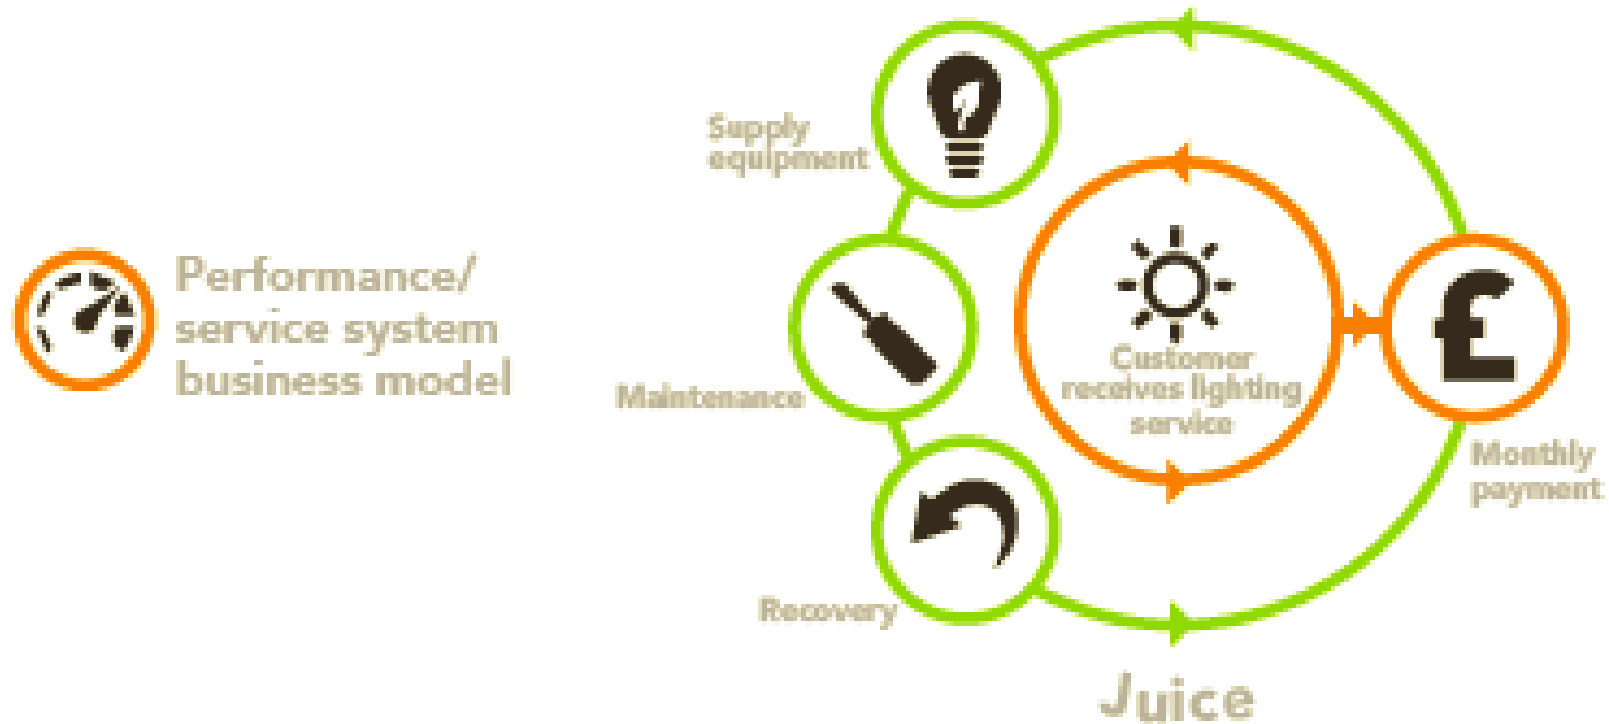 Performance/
service system
business model
Supply
equipment
Maintenance
Recovery
Customer
receives lighting
service
£
Monthly
payment
Juice